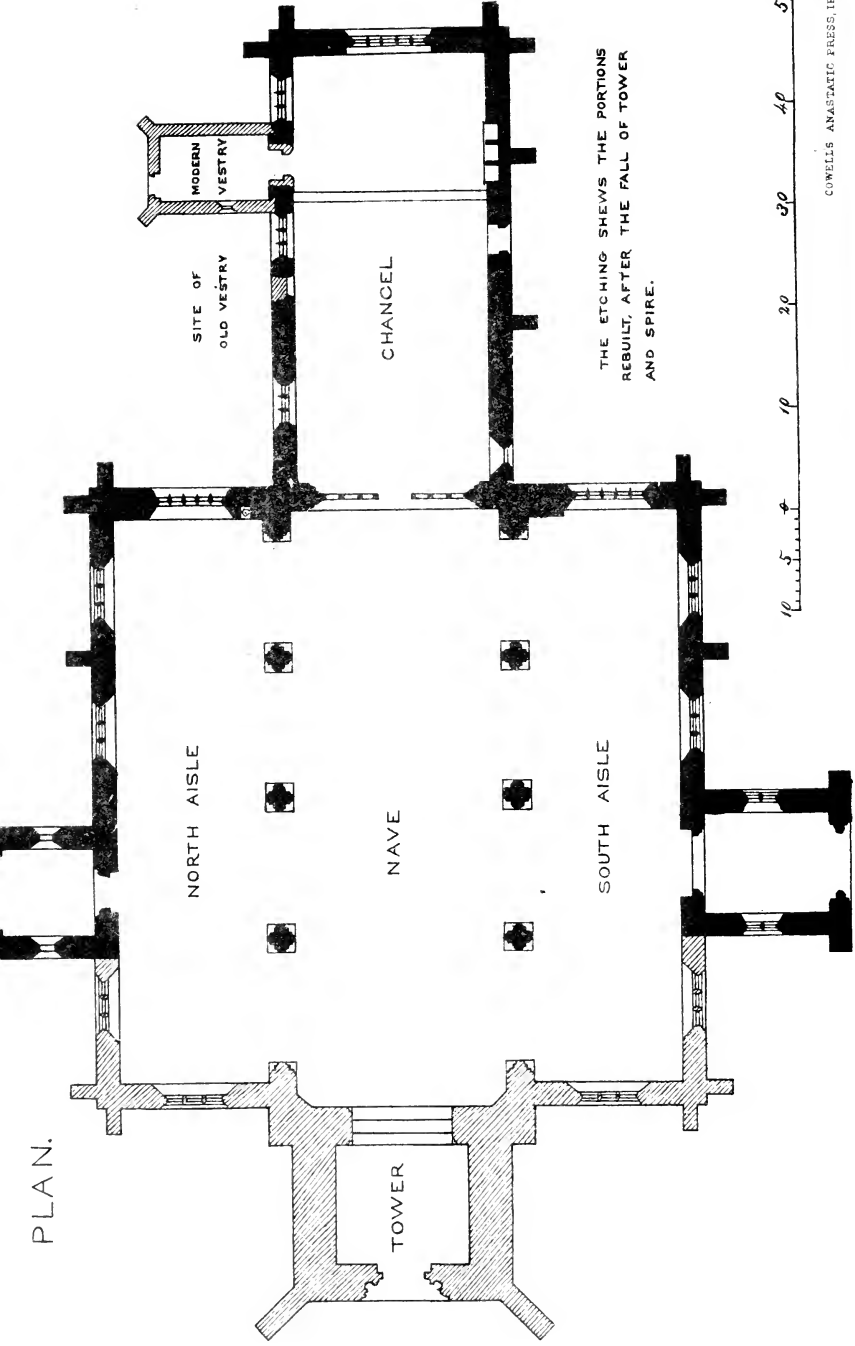 PLAN.
MODERN
VESTRY
SITE OF
OLD VESTRY
CHANCEL
THE ETCHING SHEWS THE PORTIONS
REBUILT, AFTER THE FALL OF TOWER
AND SPIRE.
NORTH AISLE
NAVE
SOUTH AISLE
TOWER
10 5 0 10 20 30 40 5
COWELLS ANASTATIC PRESS,